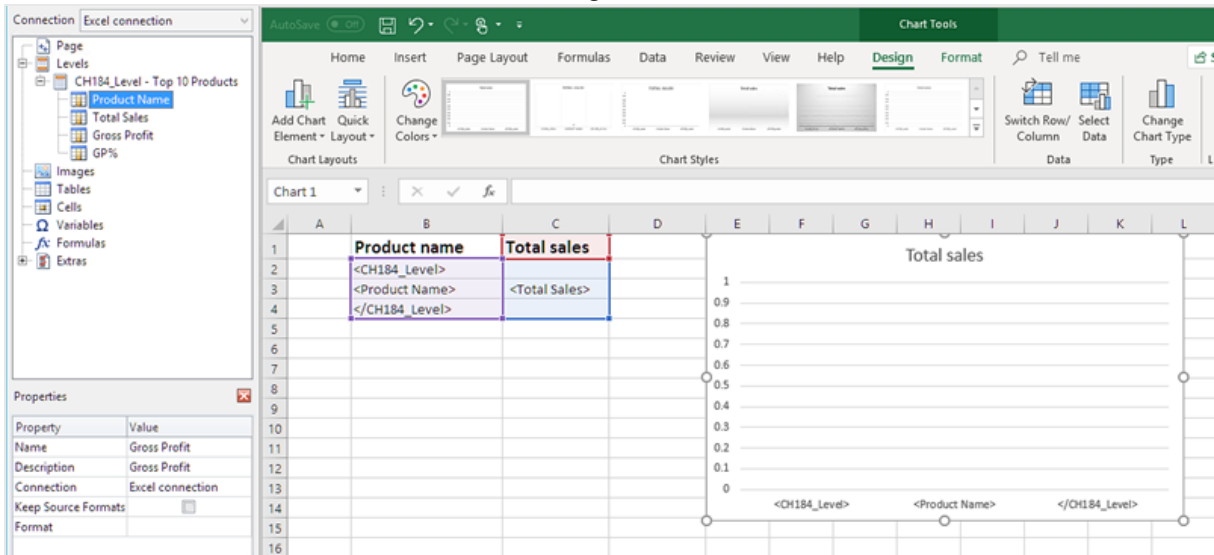 Connection Excel connection
Page
Levels
CH184_Level - Top 10 Products
Product Name
Total Sales
Gross Profit
GP%
Images
Tables
Cells
Variables
fx Formulas
Extras
Properties
Property Value
Name Gross Profit
Description Gross Profit
Connection Excel connection
Keep Source Formats
Format
AutoSave Off Chart Tools
Home Insert Page Layout Formulas Data Review View Help Design Format Tell me
Add Chart Element Quick Layout Change Colors Switch Row/ Column Select Data Change Chart Type
Chart Layouts Chart Styles Data Type
Chart 1 fx
A B C D E F G H I J K L
1 Product name Total sales
2 <CH184_Level>
3 <Product Name> <Total Sales>
4 </CH184_Level>
5
6
7
8
9
10
11
12
13
14
15
16
Total sales
1
0.9
0.8
0.7
0.6
0.5
0.4
0.3
0.2
0.1
0
<CH184_Level> <Product Name> </CH184_Level>